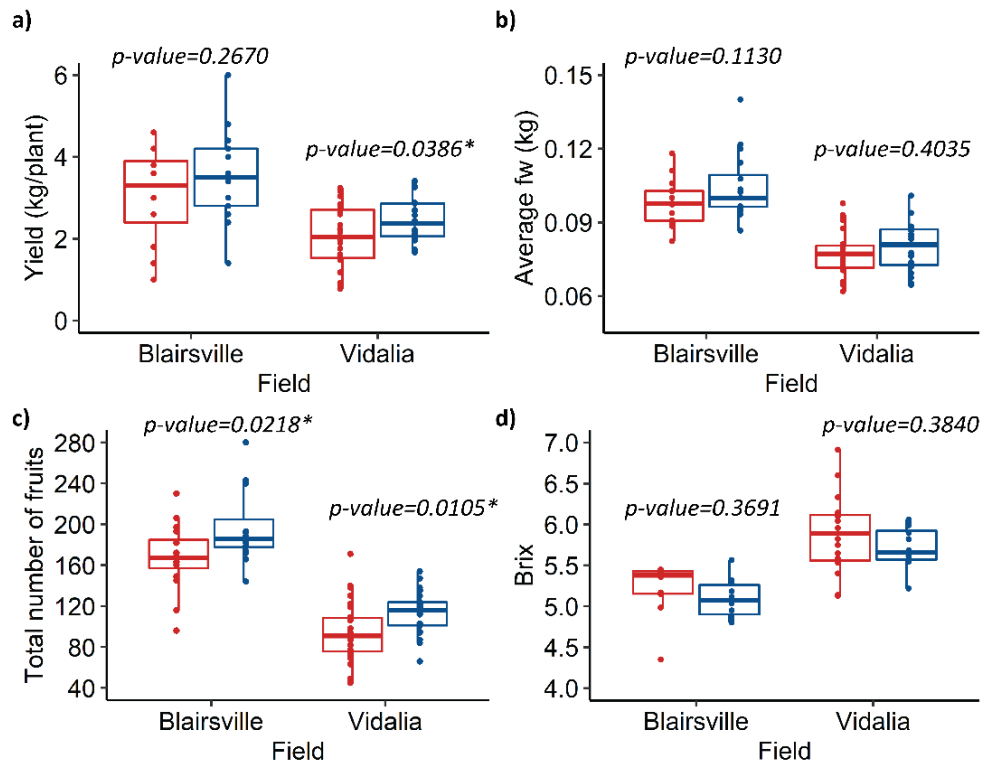 a)
p-value=0.2670
p-value=0.0386*
Yield (kg/plant)
6
4
2
0
Blairsville Vidalia
Field
b)
p-value=0.1130
p-value=0.4035
Average fw (kg)
0.15
0.12
0.09
0.06
Blairsville Vidalia
Field
c)
p-value=0.0218*
p-value=0.0105*
Total number of fruits
280
240
200
160
120
80
40
Blairsville Vidalia
Field
d)
p-value=0.3840
p-value=0.3691
Brix
7.0
6.5
6.0
5.5
5.0
4.5
4.0
Blairsville Vidalia
Field